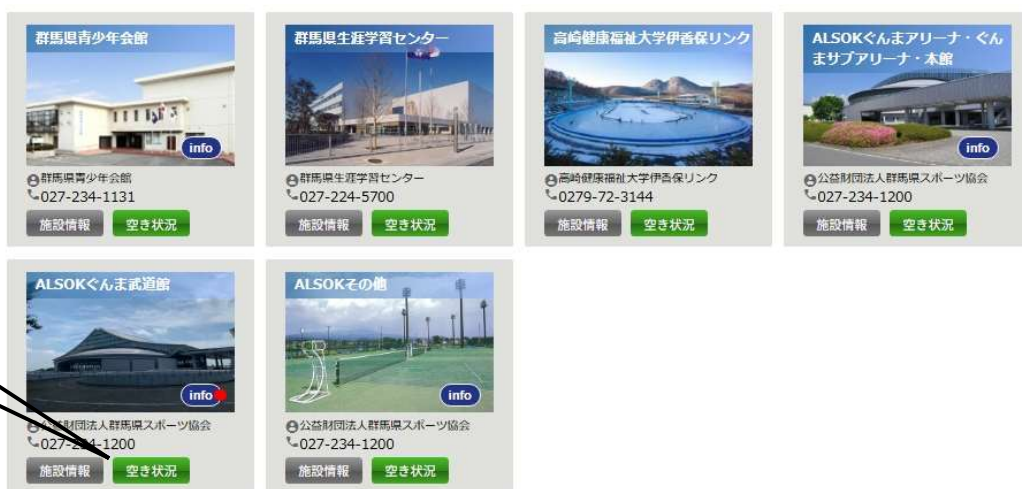 群馬県青少年会館
info
群馬県青少年会館
027-234-1131
施設情報 空き状況
群馬県生涯学習センター
群馬県生涯学習センター
027-224-5700
施設情報 空き状況
高崎健康福祉大学伊香保リンク
高崎健康福祉大学伊香保リンク
0279-72-3144
施設情報 空き状況
ALSOKぐんまアリーナ・ぐん
まサブアリーナ・本館
info
公益財団法人群馬県スポーツ協会
027-234-1200
施設情報 空き状況
ALSOKぐんま武道館
info
公益財団法人群馬県スポーツ協会
027-234-1200
施設情報 空き状況
ALSOKその他
info
公益財団法人群馬県スポーツ協会
027-234-1200
施設情報 空き状況